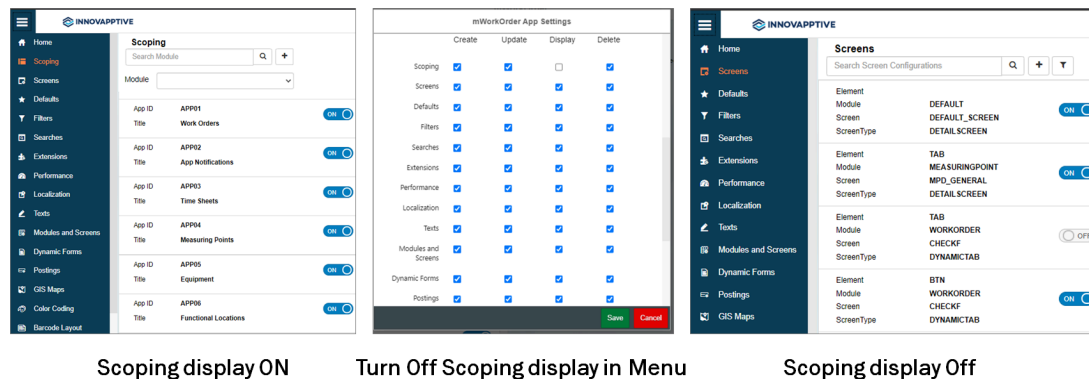 INNOVAPPTIVE
Home
Scoping
Screens
Defaults
Filters
Searches
Extensions
Performance
Localization
Texts
Modules and Screens
Dynamic Forms
Postings
GIS Maps
Color Coding
Barcode Layout
Scoping
Search Module
Module
App ID APP01
Title Work Orders
ON
App ID APP02
Title App Notifications
ON
App ID APP03
Title Time Sheets
ON
App ID APP04
Title Measuring Points
ON
App ID APP05
Title Equipment
ON
App ID APP06
Title Functional Locations
ON
Scoping display ON
mWorkOrder App Settings
Create Update Display Delete
Scoping
Screens
Defaults
Filters
Searches
Extensions
Performance
Localization
Texts
Modules and
Screens
Dynamic Forms
Postings
Save Cancel
Turn Off Scoping display in Menu
INNOVAPPTIVE
Home
Screens
Defaults
Filters
Searches
Extensions
Performance
Localization
Texts
Modules and Screens
Dynamic Forms
Postings
GIS Maps
Screens
Search Screen Configurations
Element
Module DEFAULT
Screen DEFAULT_SCREEN
ScreenType DETAILSCREEN
ON
Element TAB
Module MEASURINGPOINT
Screen MPD_GENERAL
ScreenType DETAILSCREEN
ON
Element TAB
Module WORKORDER
Screen CHECKF
ScreenType DYNAMICTAB
OFF
Element BTN
Module WORKORDER
Screen CHECKF
ScreenType DYNAMICTAB
ON
Scoping display Off